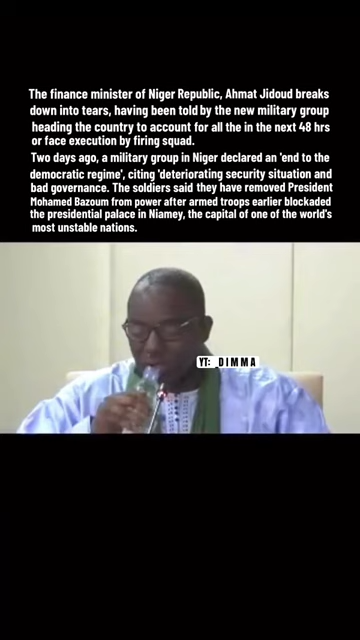 The finance minister of Niger Republic, Ahmat Jidoud breaks
down into tears, having been told by the new military group
heading the country to account for all the in the next 48 hrs
or face execution by firing squad.
Two days ago, a military group in Niger declared an 'end to the
democratic regime', citing 'deteriorating security situation and
bad governance. The soldiers said they have removed President
Mohamed Bazoum from power after armed troops earlier blockaded
the presidential palace in Niamey, the capital of one of the world's
most unstable nations.
YT: DIMMA